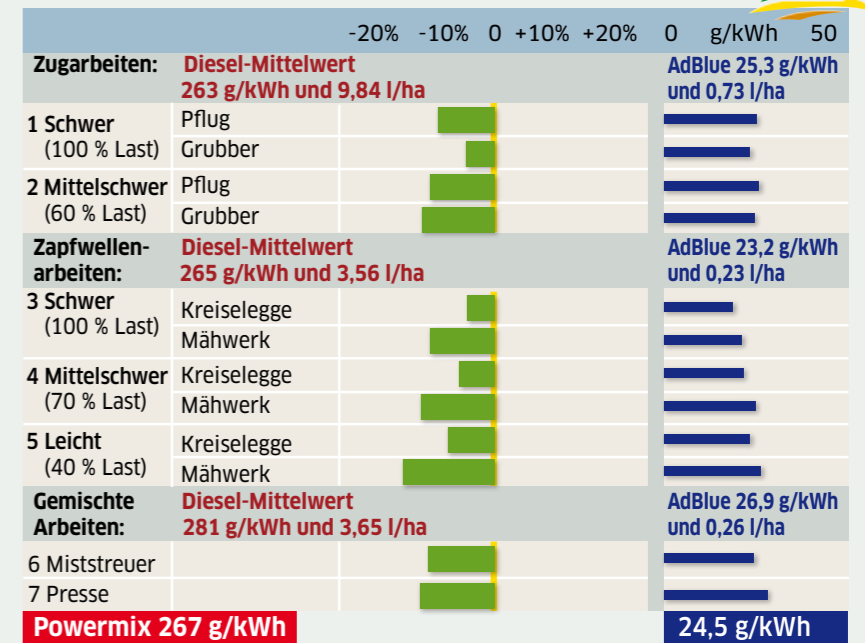 -20% -10% 0 +10% +20% 0 g/kWh 50
Zugarbeiten: Diesel-Mittelwert AdBlue 25,3 g/kWh
263 g/kWh und 9,84 l/ha und 0,73 l/ha
1 Schwer Pflug
(100 % Last) Grubber
2 Mittelschwer Pflug
(60 % Last) Grubber
Zapfwellen- Diesel-Mittelwert AdBlue 23,2 g/kWh
arbeiten: 265 g/kWh und 3,56 l/ha und 0,23 l/ha
3 Schwer Kreiselegge
(100 % Last) Mähwerk
4 Mittelschwer Kreiselegge
(70 % Last) Mähwerk
5 Leicht Kreiselegge
(40 % Last) Mähwerk
Gemischte Diesel-Mittelwert AdBlue 26,9 g/kWh
Arbeiten: 281 g/kWh und 3,65 l/ha und 0,26 l/ha
6 Miststreuer
7 Presse
Powermix 267 g/kWh 24,5 g/kWh